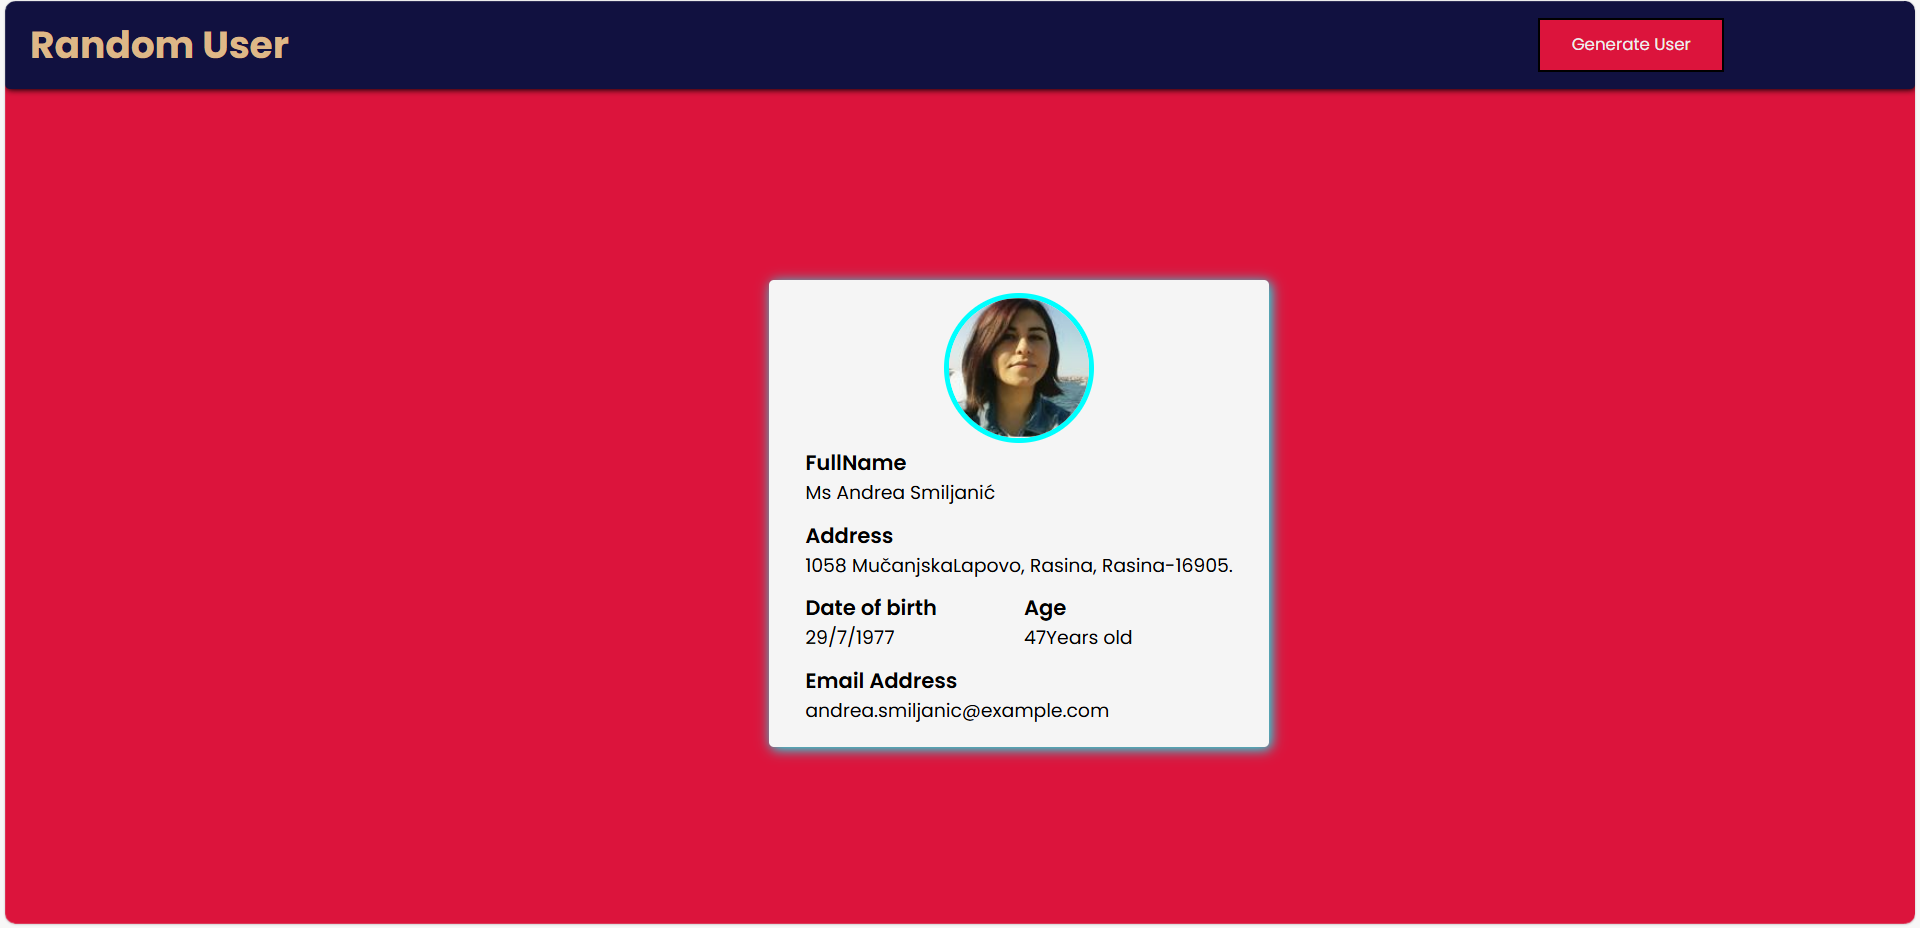 Random User
Generate User
FullName
Ms Andrea Smiljanić
Address
1058 MučanjskaLapovo, Rasina, Rasina-16905.
Date of birth
Age
29/7/1977
47Years old
Email Address
andrea.smiljanic@example.com